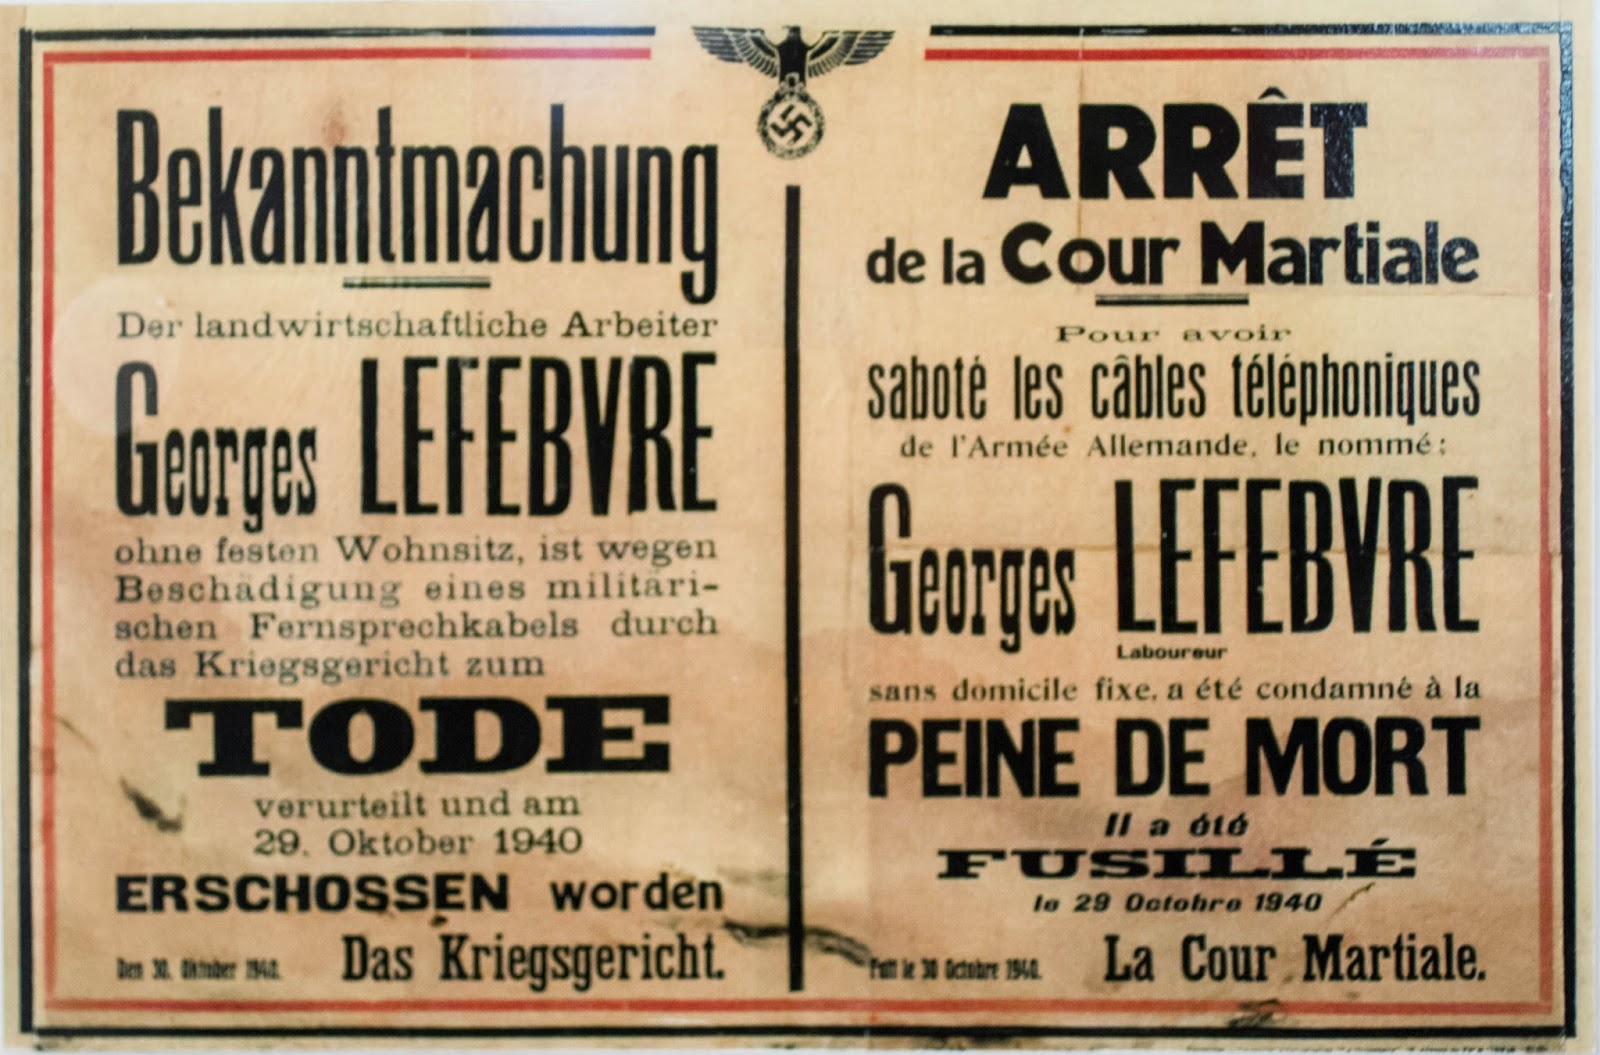 Bekanntmachung
Der landwirtschaftliche Arbeiter
Georges LEFEBVRE
ohne festen Wohnsitz, ist wegen
Beschädigung eines militäri-
schen Fernsprechkabels durch
das Kriegsgericht zum
TODE
verurteilt und am
29. Oktober 1940
ERSCHOSSEN worden
Den 30. Oktober 1940. Das Kriegsgericht.
ARRÊT
de la Cour Martiale
Pour avoir
saboté les câbles téléphoniques
de l'Armée Allemande, le nommé:
Georges LEFEBVRE
Laboureur
sans domicile fixe, a été condamné à la
PEINE DE MORT
Il a été
FUSILLÉ
le 29 Octobre 1940
Fait le 30 Octobre 1940. La Cour Martiale.